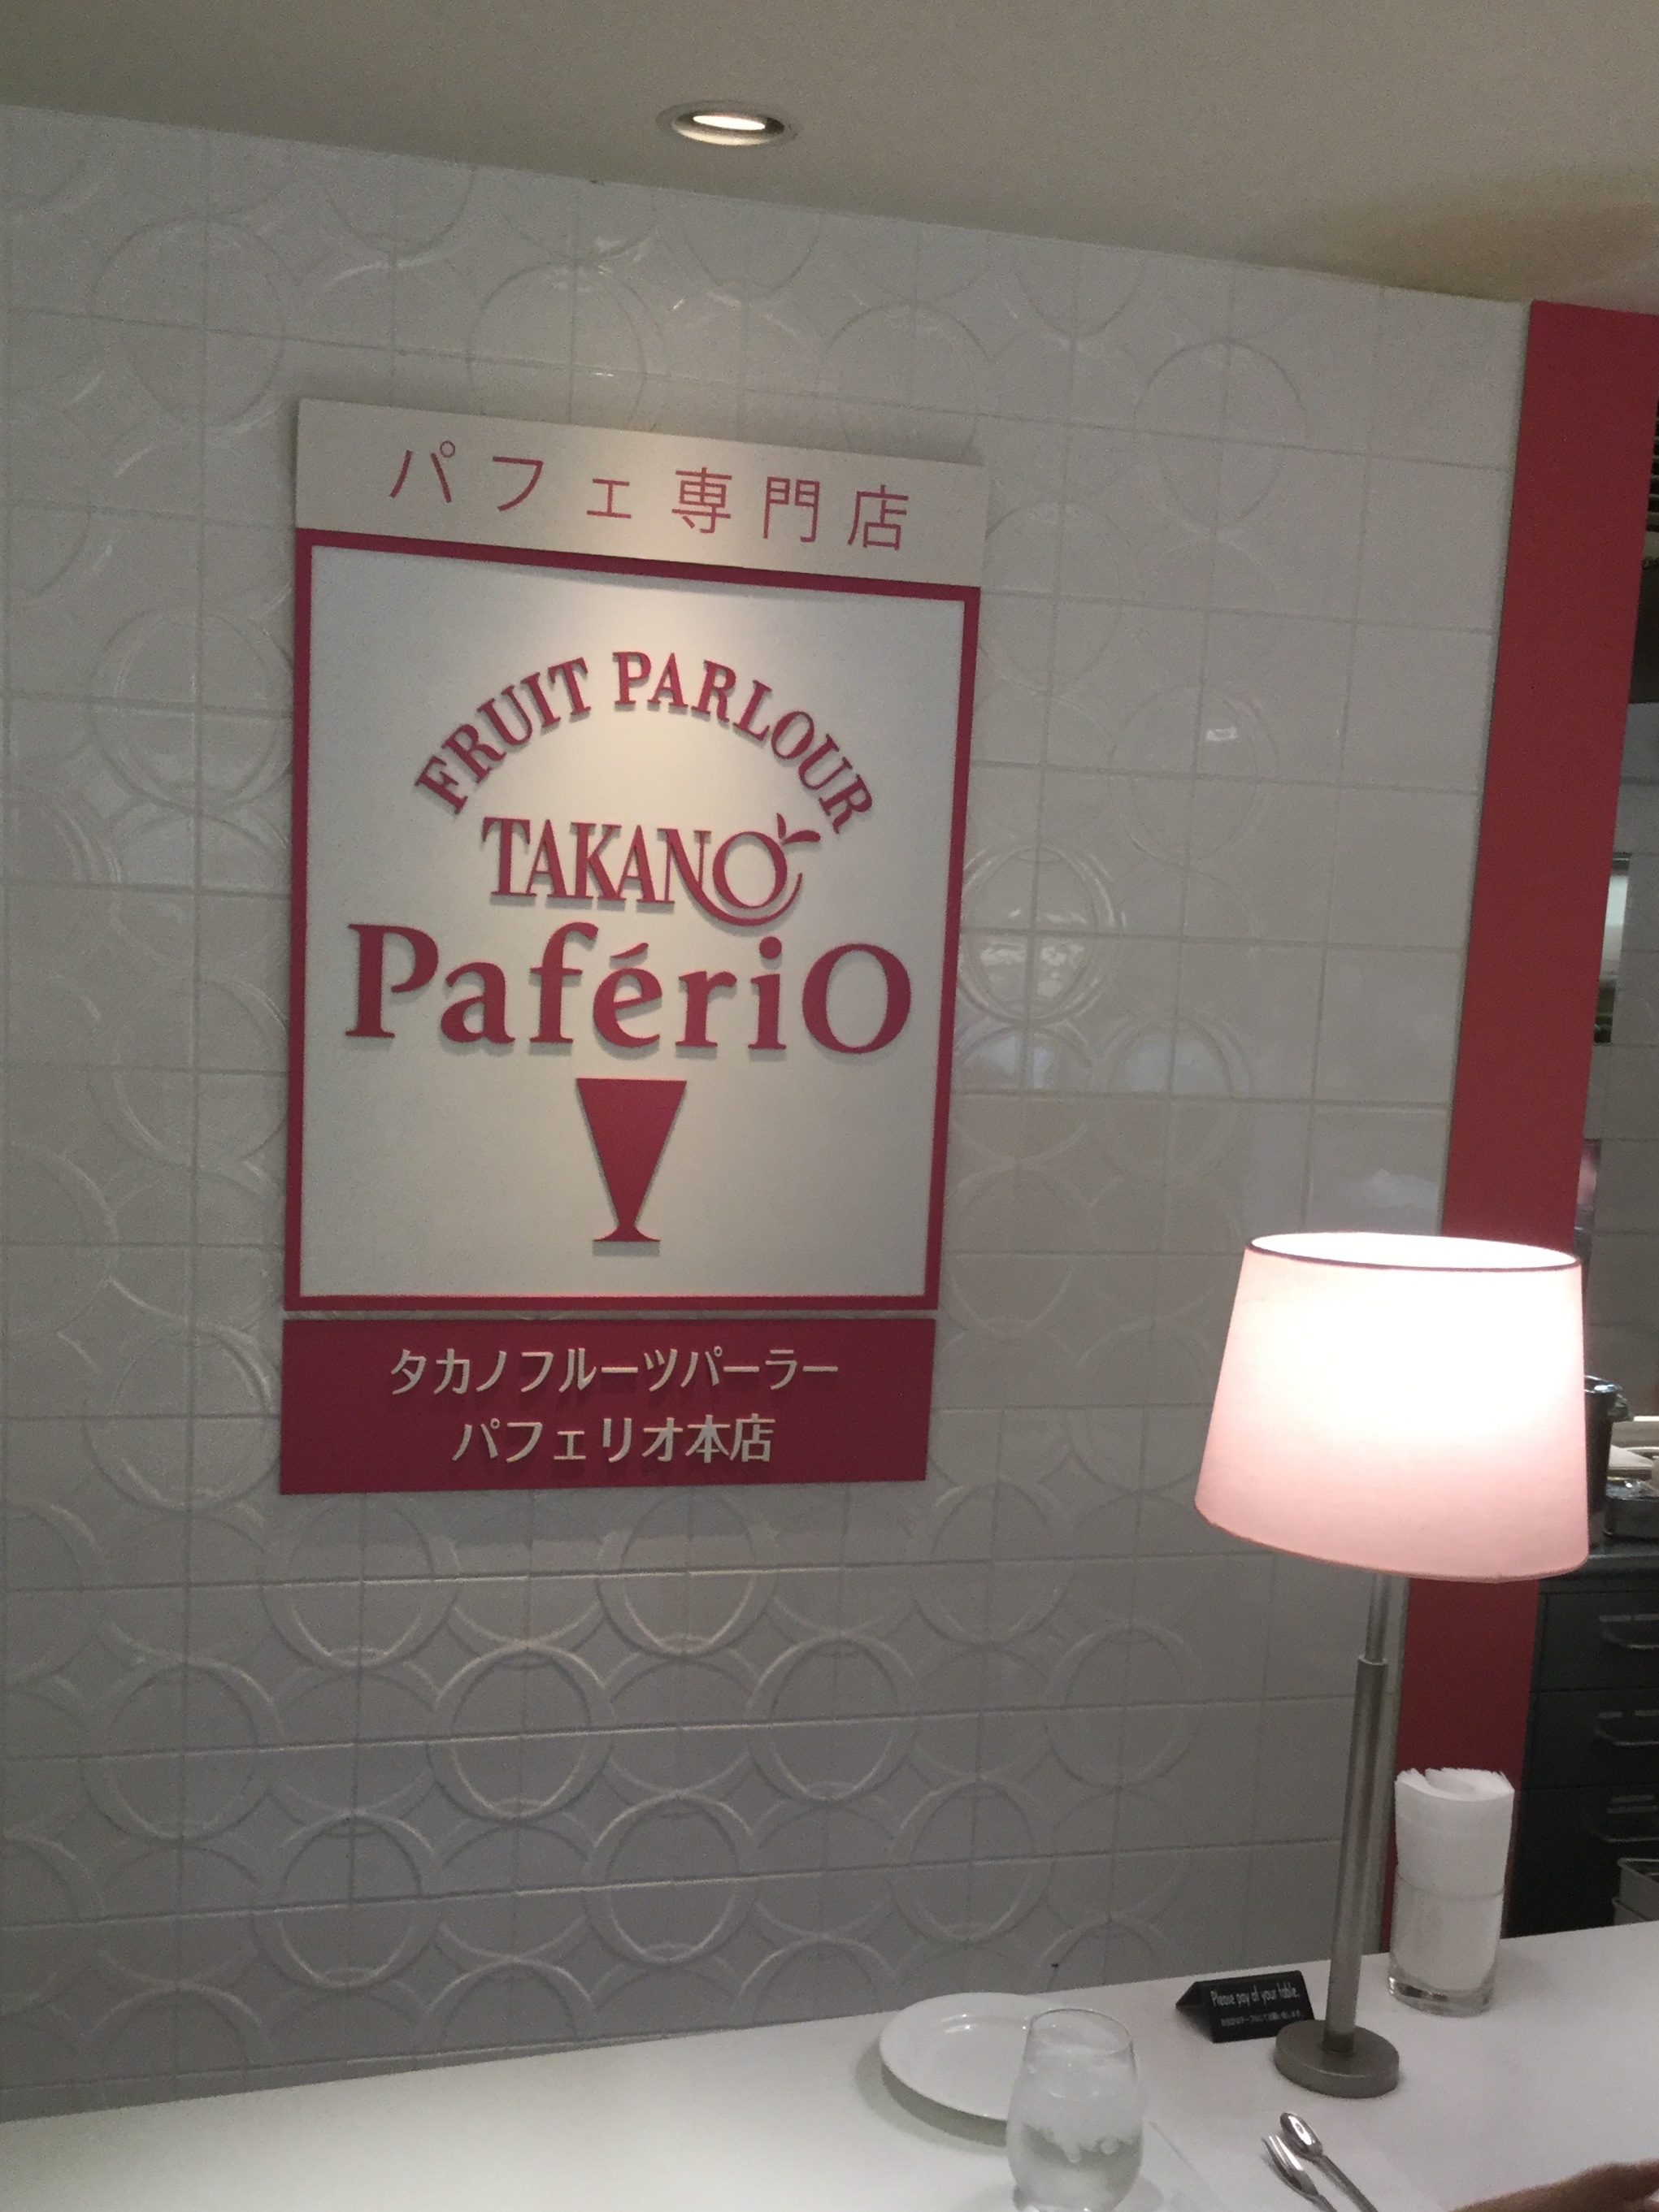 パフェ専門店
FRUIT PARLOUR
TAKANO
PafériO
タカノフルーツパーラー
パフェリオ本店
Please pay at your table.